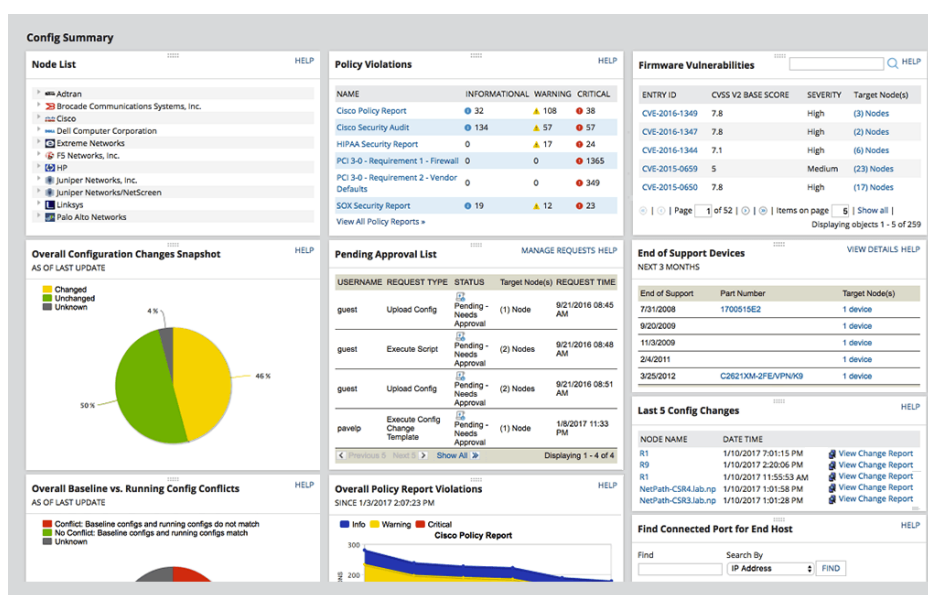 Config Summary
Node List
HELP
Adtran
Brocade Communications Systems, Inc.
Cisco
Dell Computer Corporation
Extreme Networks
F5 Networks, Inc.
HP
Juniper Networks, Inc.
Juniper Networks/NetScreen
Linksys
Palo Alto Networks
Policy Violations
HELP
NAME INFORMATIONAL WARNING CRITICAL
Cisco Policy Report 32 108 38
Cisco Security Audit 134 57 57
HIPAA Security Report 0 17 24
PCI 3-0 - Requirement 1 - Firewall 0 0 1365
PCI 3-0 - Requirement 2 - Vendor
Defaults 0 0 349
SOX Security Report 19 12 23
View All Policy Reports »
Firmware Vulnerabilities
HELP
ENTRY ID CVSS V2 BASE SCORE SEVERITY Target Node(s)
CVE-2016-1349 7.8 High (3) Nodes
CVE-2016-1347 7.8 High (2) Nodes
CVE-2016-1344 7.1 High (6) Nodes
CVE-2015-0659 5 Medium (23) Nodes
CVE-2015-0650 7.8 High (17) Nodes
| Page 1 of 52 | Items on page 5 | Show all |
Displaying objects 1 - 5 of 259
Overall Configuration Changes Snapshot
HELP
AS OF LAST UPDATE
Changed
Unchanged
Unknown
4 %
46 %
50 %
Pending Approval List
MANAGE REQUESTS HELP
USERNAME REQUEST TYPE STATUS Target Node(s) REQUEST TIME
guest Upload Config Pending - Needs Approval (1) Node 9/21/2016 08:45 AM
guest Execute Script Pending - Needs Approval (2) Nodes 9/21/2016 08:48 AM
guest Upload Config Pending - Needs Approval (2) Nodes 9/21/2016 08:51 AM
pavelp Execute Config Change Template Pending - Needs Approval (1) Node 1/8/2017 11:33 PM
Previous 5 Next 5 Show All Displaying 1 - 4 of 4
End of Support Devices
VIEW DETAILS HELP
NEXT 3 MONTHS
End of Support Part Number Target Node(s)
7/31/2008 1700515E2 1 device
9/20/2009 1 device
11/3/2009 1 device
2/4/2011 1 device
3/25/2012 C2621XM-2FE/VPN/K9 1 device
Last 5 Config Changes
HELP
NODE NAME DATE TIME
R1 1/10/2017 7:01:15 PM View Change Report
R9 1/10/2017 2:20:06 PM View Change Report
R1 1/10/2017 11:55:53 AM View Change Report
NetPath-CSR4.lab.np 1/10/2017 1:01:58 PM View Change Report
NetPath-CSR3.lab.np 1/10/2017 1:01:28 PM View Change Report
Overall Baseline vs. Running Config Conflicts
HELP
AS OF LAST UPDATE
Conflict: Baseline configs and running configs do not match
No Conflict: Baseline configs and running configs match
Unknown
Overall Policy Report Violations
HELP
SINCE 1/3/2017 2:07:23 PM
Info Warning Critical
Cisco Policy Report
300
200
Find Connected Port for End Host
HELP
Find Search By
IP Address FIND